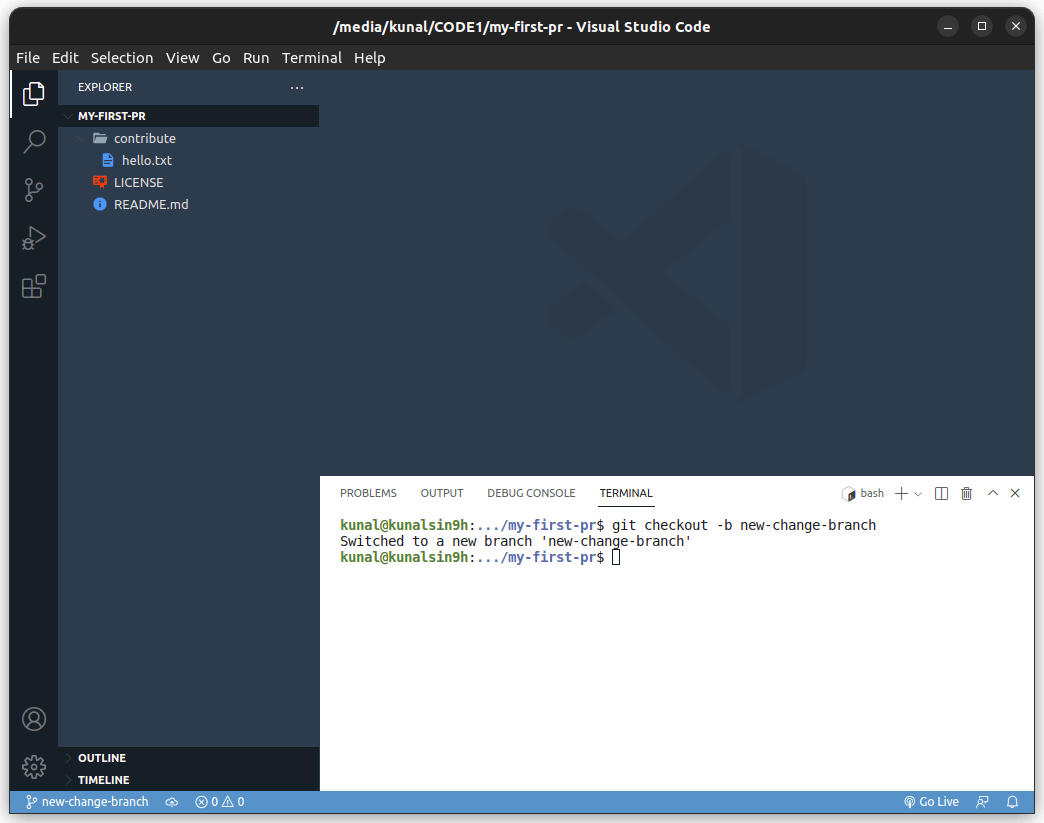 /media/kunal/CODE1/my-first-pr - Visual Studio Code
File Edit Selection View Go Run Terminal Help
EXPLORER
MY-FIRST-PR
contribute
hello.txt
LICENSE
README.md
OUTLINE
TIMELINE
PROBLEMS OUTPUT DEBUG CONSOLE TERMINAL bash
kunal@kunalsin9h:.../my-first-pr$ git checkout -b new-change-branch
Switched to a new branch 'new-change-branch'
kunal@kunalsin9h:.../my-first-pr$
new-change-branch 0 0 Go Live